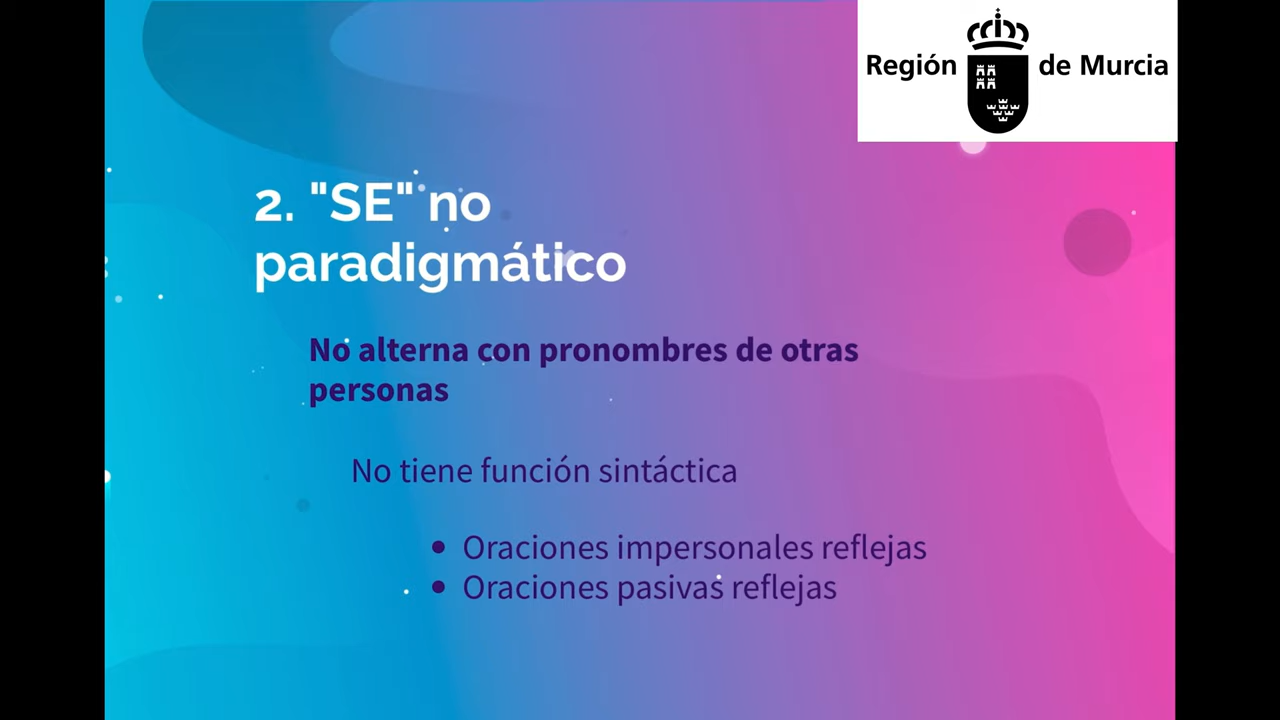 Región de Murcia
2. "SE" no
paradigmático
No alterna con pronombres de otras
personas
No tiene función sintáctica
• Oraciones impersonales reflejas
• Oraciones pasivas reflejas